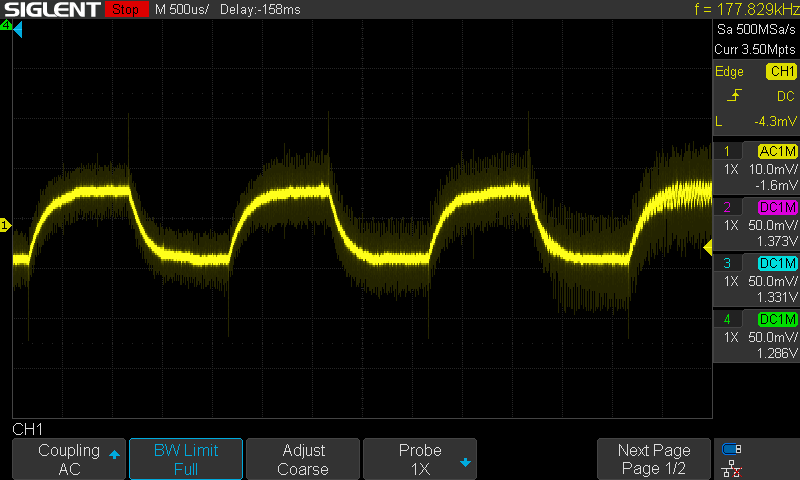 SIGLENT Stop M 500us/ Delay:-158ms f = 177.829kHz
Sa 500MSa/s
Curr 3.50Mpts
Edge CH1
DC
L -4.3mV
1 AC1M
1X 10.0mV/
-1.6mV
2 DC1M
1X 50.0mV/
1.373V
3 DC1M
1X 50.0mV/
1.331V
4 DC1M
1X 50.0mV/
1.286V
4
1
CH1
Coupling
AC
BW Limit
Full
Adjust
Coarse
Probe
1X
Next Page
Page 1/2